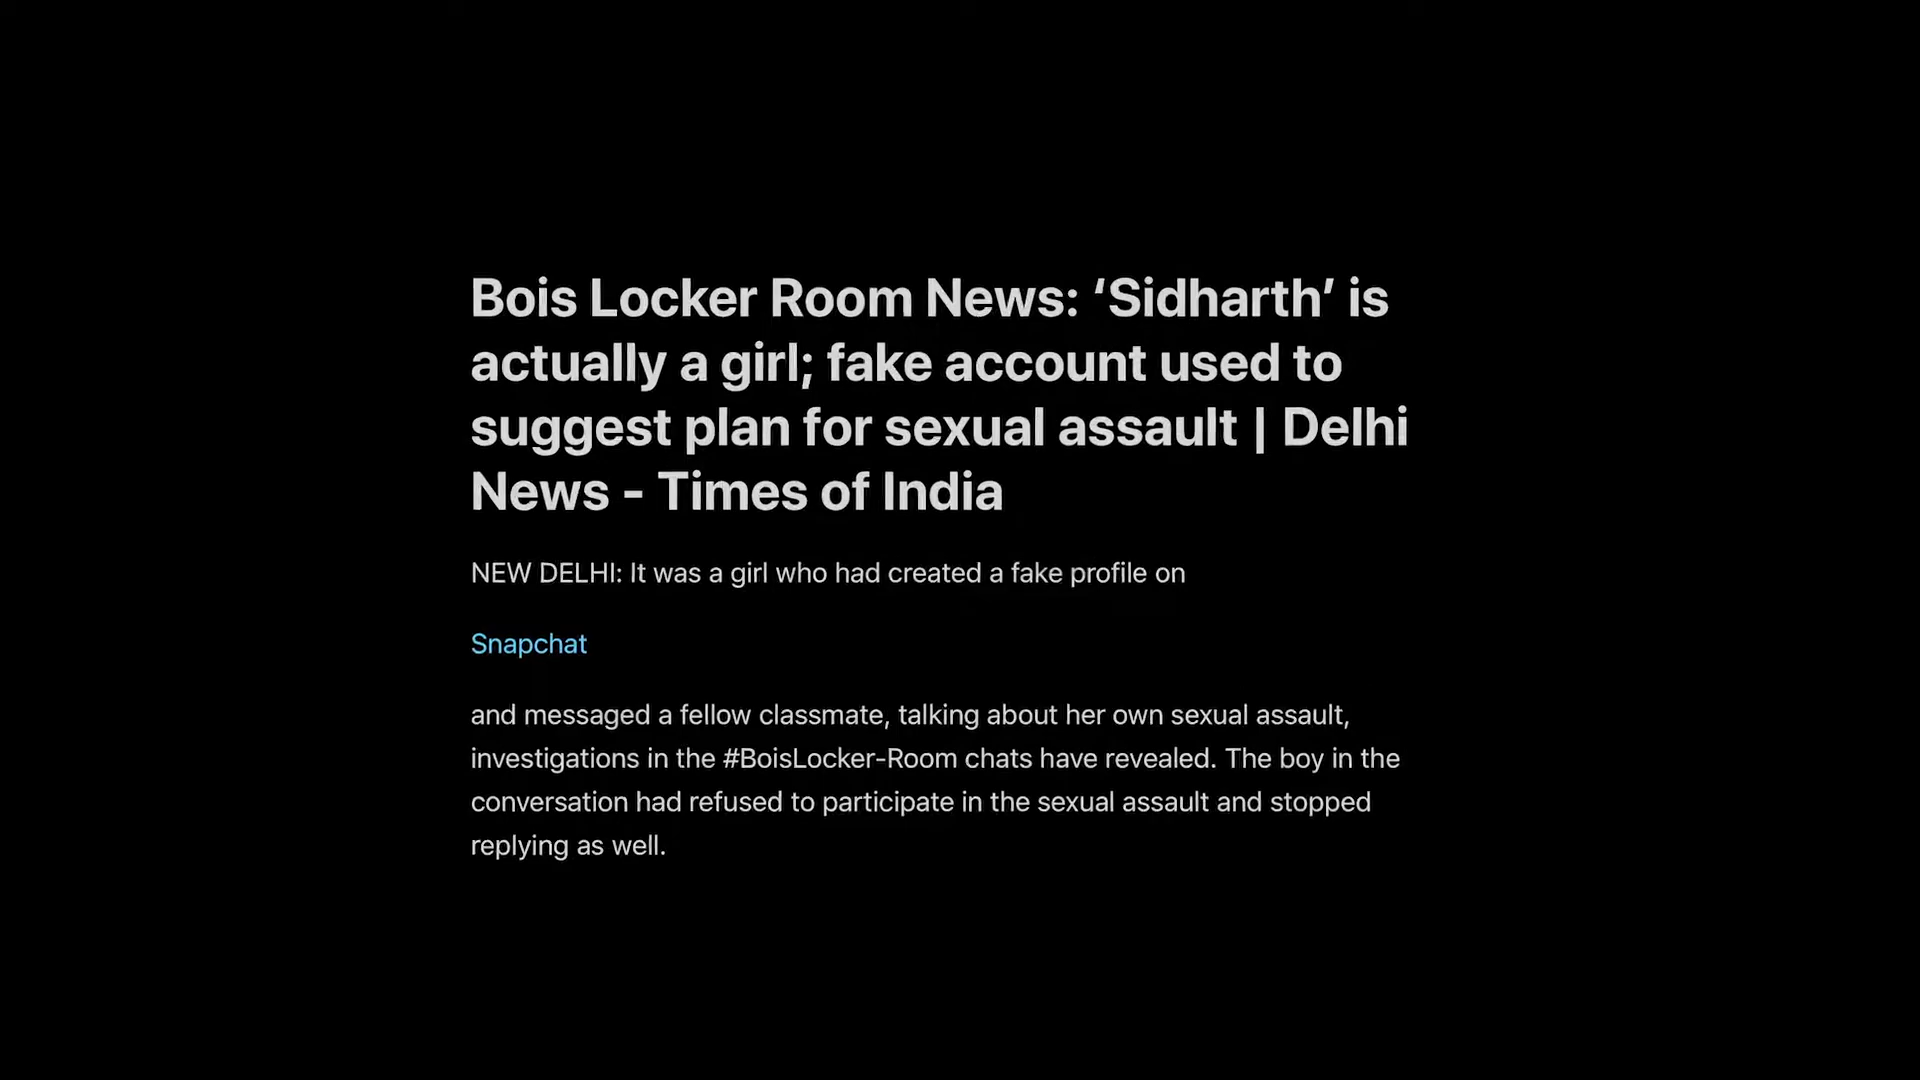 Bois Locker Room News: ‘Sidharth’ is
actually a girl; fake account used to
suggest plan for sexual assault | Delhi
News - Times of India
NEW DELHI: It was a girl who had created a fake profile on
Snapchat
and messaged a fellow classmate, talking about her own sexual assault,
investigations in the #BoisLocker-Room chats have revealed. The boy in the
conversation had refused to participate in the sexual assault and stopped
replying as well.